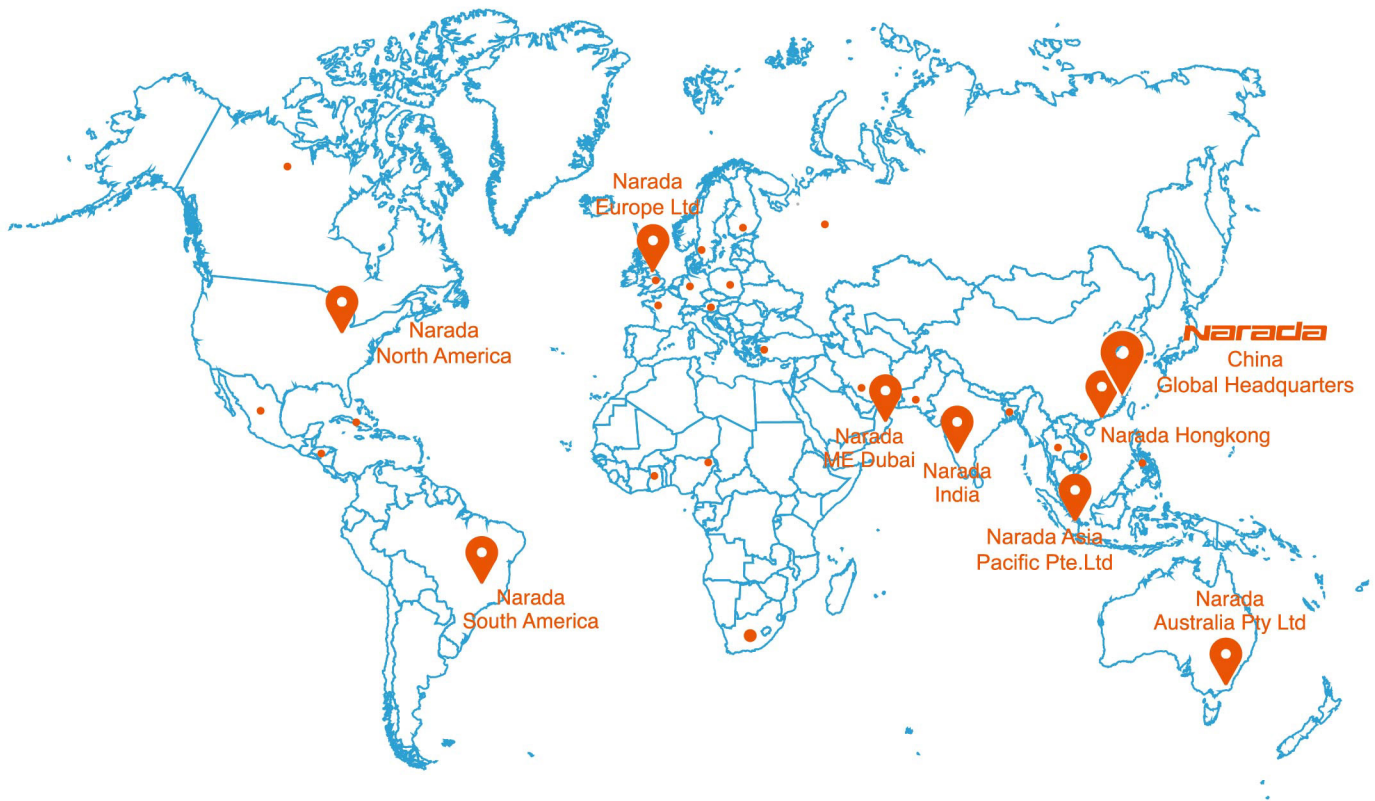 Narada
Europe Ltd
Narada
North America
Narada
China
Global Headquarters
Narada Hongkong
Narada
ME Dubai
Narada
India
Narada Asia
Pacific Pte.Ltd
Narada
South America
Narada
Australia Pty Ltd